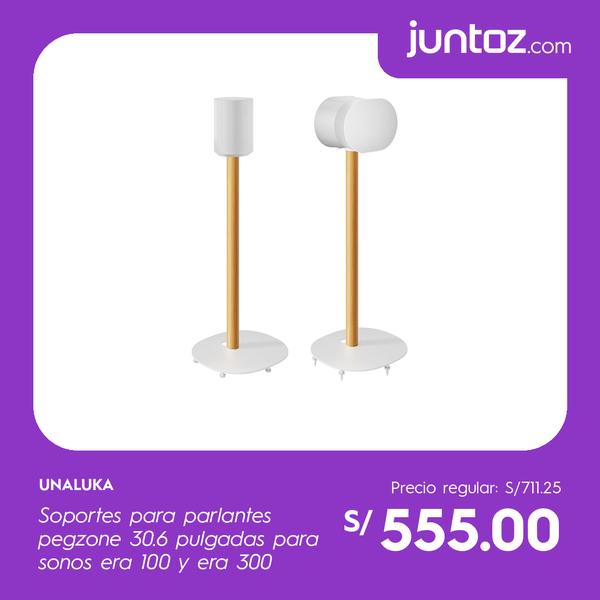 juntoz.com
UNALUKA
Soportes para parlantes
pegzone 30.6 pulgadas para
sonos era 100 y era 300
Precio regular: S/711.25
S/ 555.00